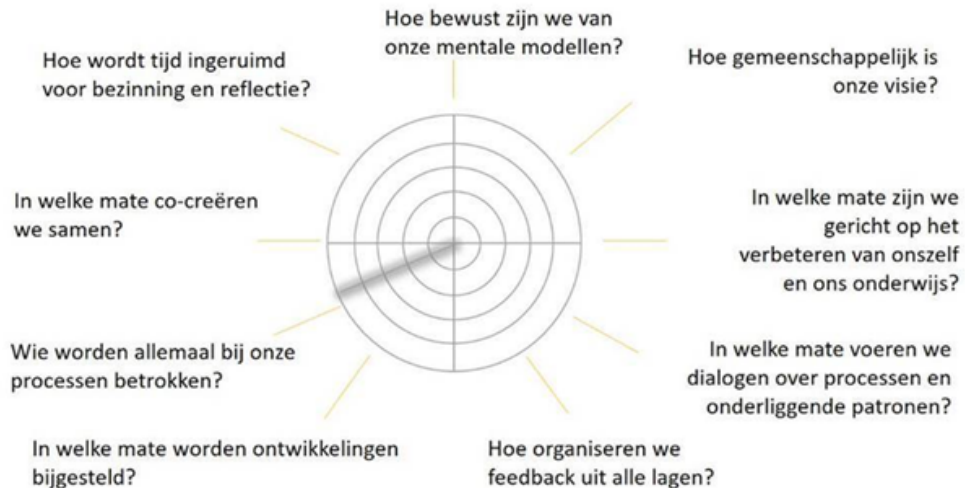 Hoe bewust zijn we van
onze mentale modellen?
Hoe gemeenschappelijk is
onze visie?
In welke mate zijn we
gericht op het
verbeteren van onszelf
en ons onderwijs?
In welke mate voeren we
dialogen over processen en
onderliggende patronen?
Hoe organiseren we
feedback uit alle lagen?
In welke mate worden ontwikkelingen
bijgesteld?
Wie worden allemaal bij onze
processen betrokken?
In welke mate co-creëren
we samen?
Hoe wordt tijd ingeruimd
voor bezinning en reflectie?